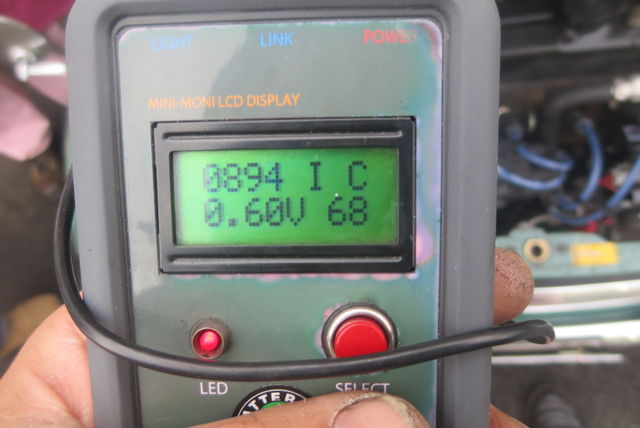 LIGHT LINK POWER
MINI-MONI LCD DISPLAY
0894 I C
0.60V 68
LED SELECT